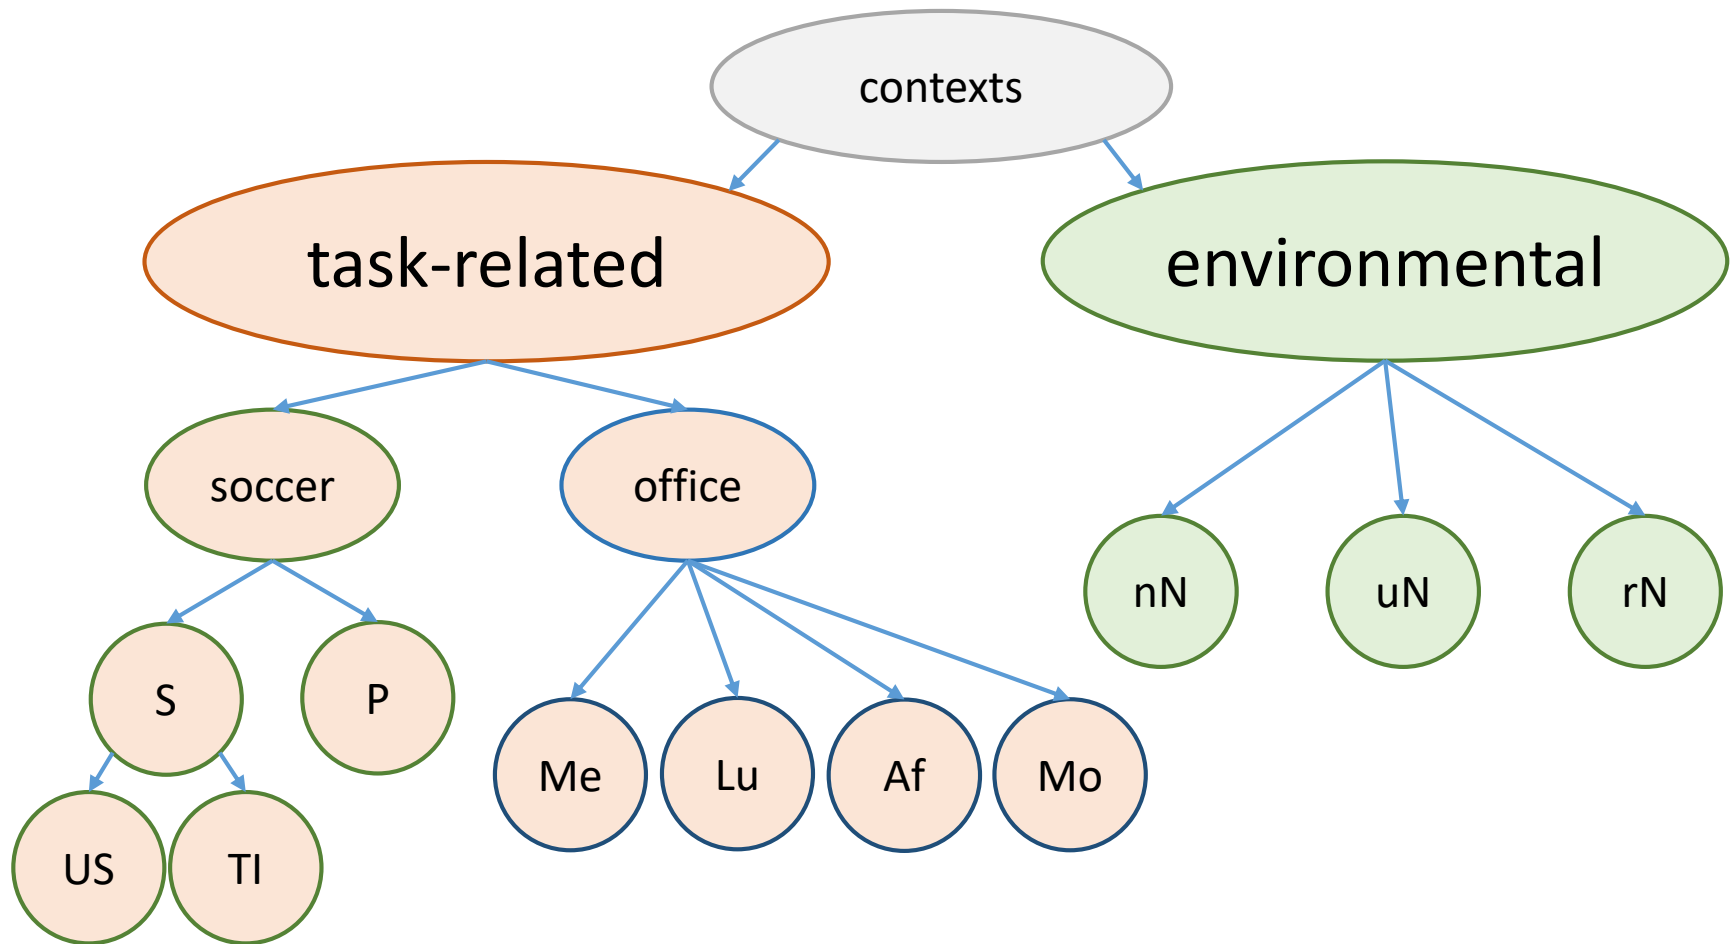 contexts
task-related
environmental
soccer
office
nN
uN
rN
S
P
Me
Lu
Af
Mo
US
TI